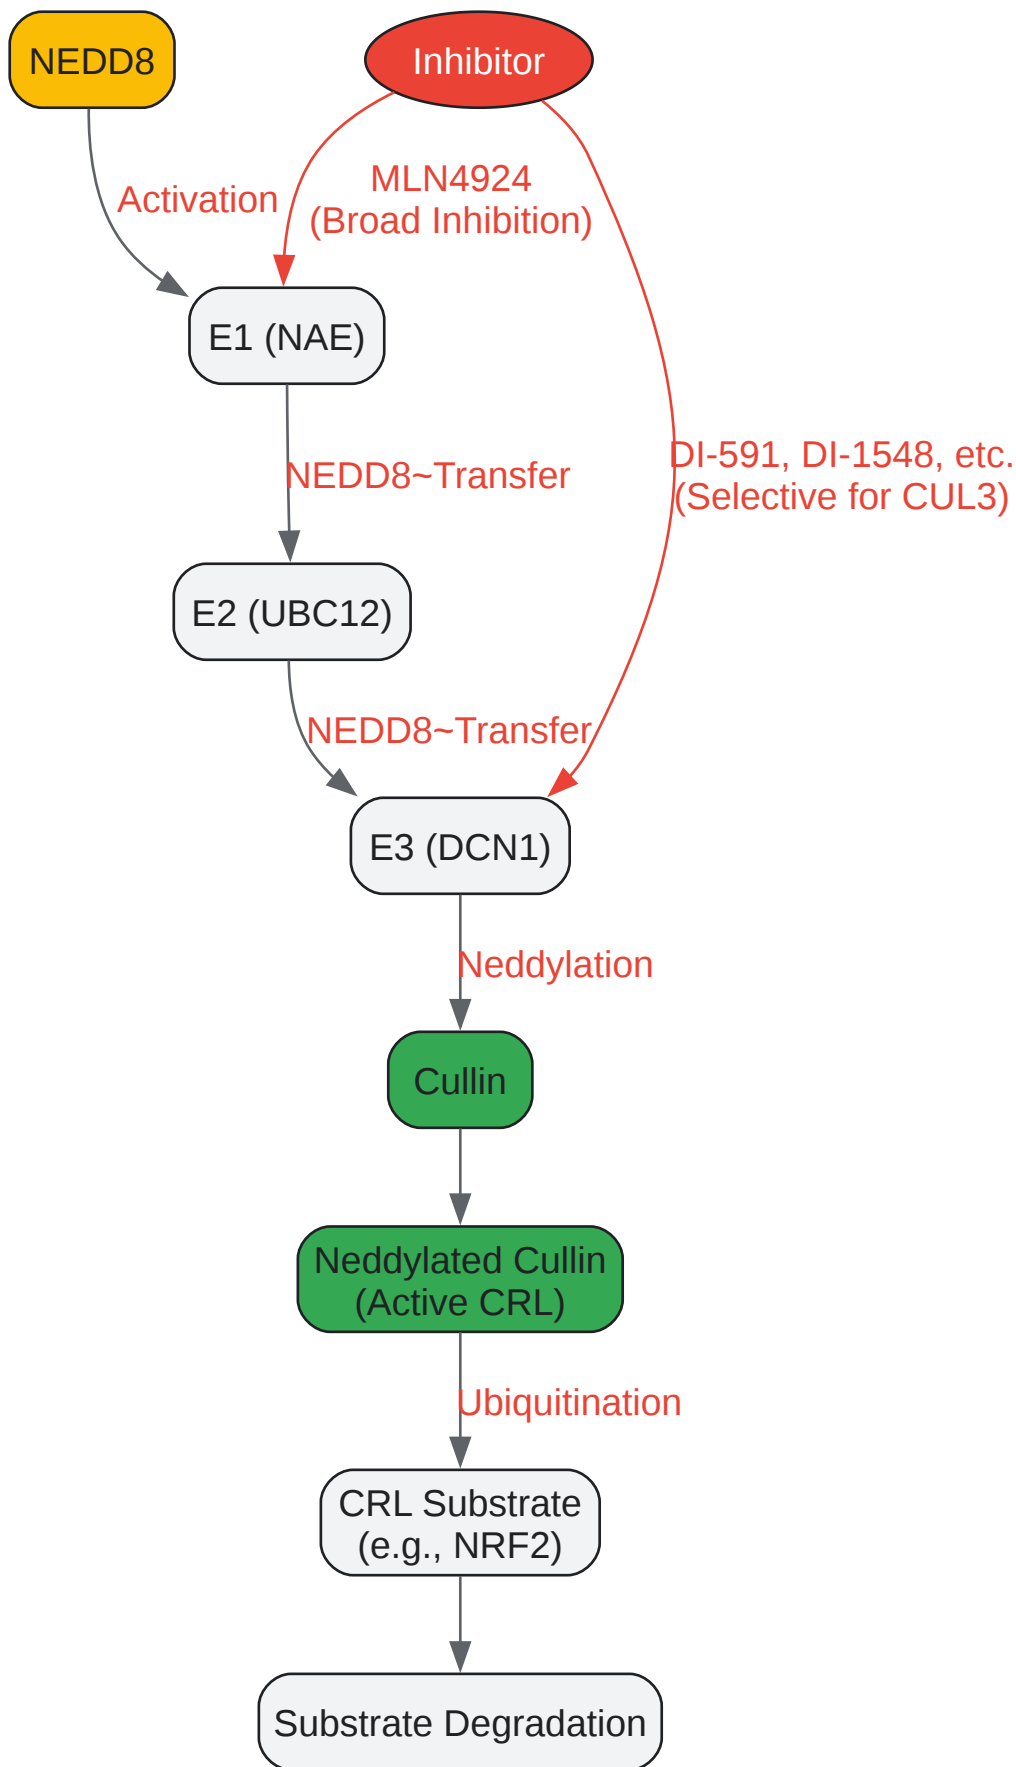 NEDD8
Inhibitor
Activation
MLN4924
(Broad Inhibition)
E1 (NAE)
DI-591, DI-1548, etc.
(Selective for CUL3)
NEDD8~Transfer
E2 (UBC12)
NEDD8~Transfer
E3 (DCN1)
Neddylation
Cullin
Neddylated Cullin
(Active CRL)
Ubiquitination
CRL Substrate
(e.g., NRF2)
Substrate Degradation